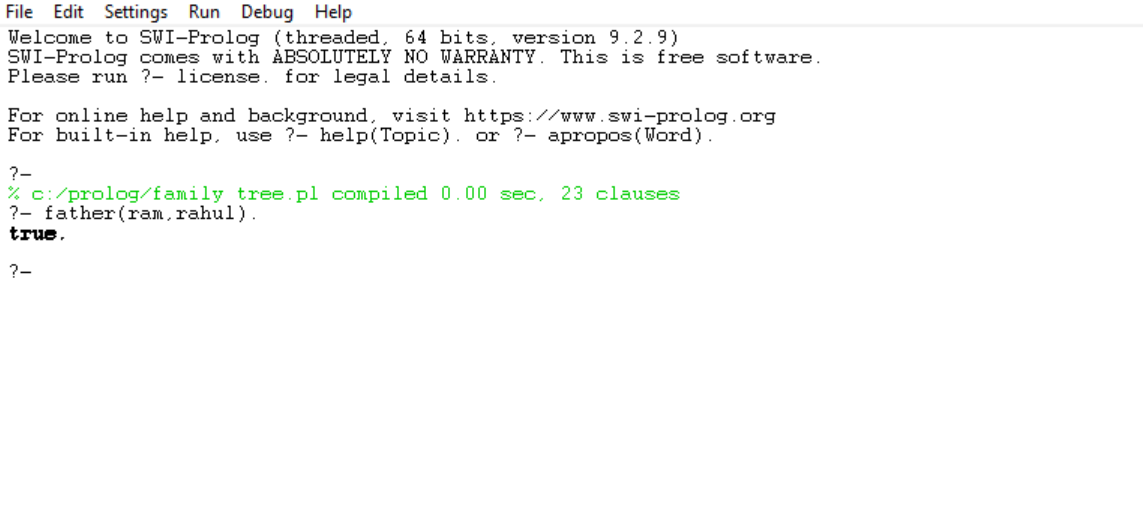 File Edit Settings Run Debug Help
Welcome to SWI-Prolog (threaded, 64 bits, version 9.2.9)
SWI-Prolog comes with ABSOLUTELY NO WARRANTY. This is free software.
Please run ?- license. for legal details.
For online help and background, visit https://www.swi-prolog.org
For built-in help, use ?- help(Topic). or ?- apropos(Word).
?-
% c:/prolog/family tree.pl compiled 0.00 sec, 23 clauses
?- father(ram,rahul).
true.
?-